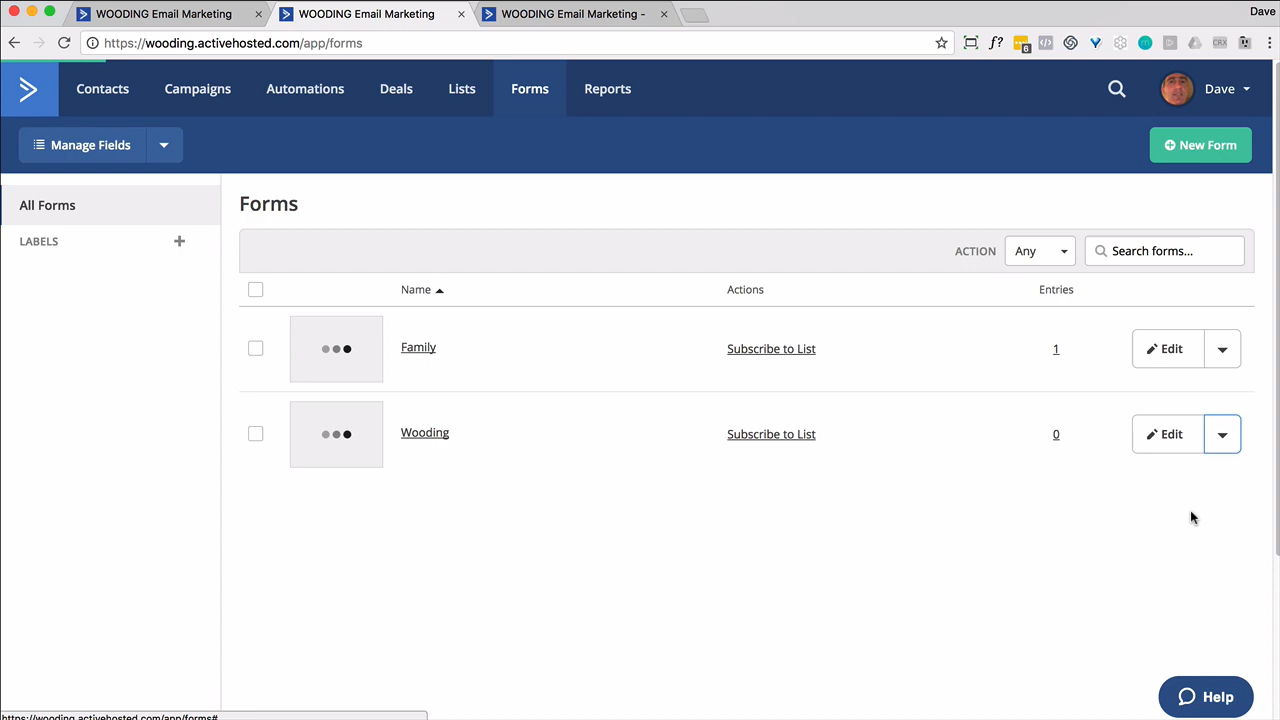 WOODING Email Marketing
WOODING Email Marketing
WOODING Email Marketing -
Dave
https://wooding.activehosted.com/app/forms
6
CRX
Contacts
Campaigns
Automations
Deals
Lists
Forms
Reports
Dave
Manage Fields
New Form
All Forms
LABELS
Forms
ACTION
Any
Search forms...
Name
Actions
Entries
Family
Subscribe to List
1
Edit
Wooding
Subscribe to List
0
Edit
Help
https://wooding.activehosted.com/app/forms#